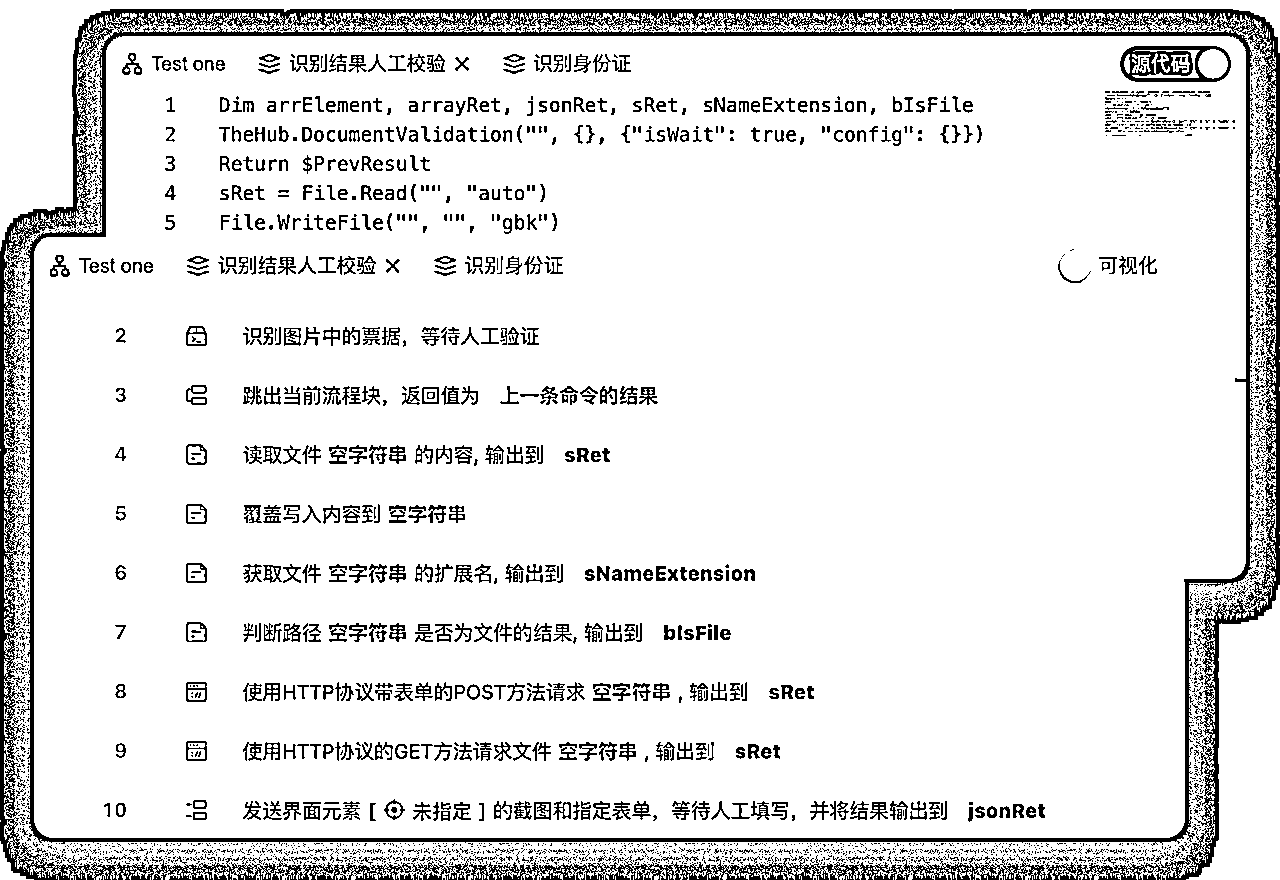 Test one 识别结果人工校验 × 识别身份证 源代码
1 Dim arrElement, arrayRet, jsonRet, sRet, sNameExtension, bIsFile
2 TheHub.DocumentValidation("", {}, {"isWait": true, "config": {}})
3 Return $PrevResult
4 sRet = File.Read("", "auto")
5 File.WriteFile("", "", "gbk")
Test one 识别结果人工校验 × 识别身份证 可视化
2 识别图片中的票据，等待人工验证
3 跳出当前流程块，返回值为 上一条命令的结果
4 读取文件 空字符串 的内容, 输出到 sRet
5 覆盖写入内容到 空字符串
6 获取文件 空字符串 的扩展名, 输出到 sNameExtension
7 判断路径 空字符串 是否为文件的结果, 输出到 bIsFile
8 使用HTTP协议带表单的POST方法请求 空字符串 , 输出到 sRet
9 使用HTTP协议的GET方法请求文件 空字符串 , 输出到 sRet
10 发送界面元素 [ 未指定 ] 的截图和指定表单，等待人工填写，并将结果输出到 jsonRet